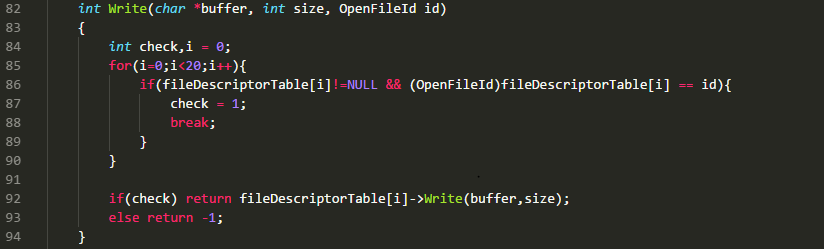 82 int Write(char *buffer, int size, OpenFileId id)
83 {
84 int check,i = 0;
85 for(i=0;i<20;i++){
86 if(fileDescriptorTable[i]!=NULL && (OpenFileId)fileDescriptorTable[i] == id){
87 check = 1;
88 break;
89 }
90 }
91
92 if(check) return fileDescriptorTable[i]->Write(buffer,size);
93 else return -1;
94 }